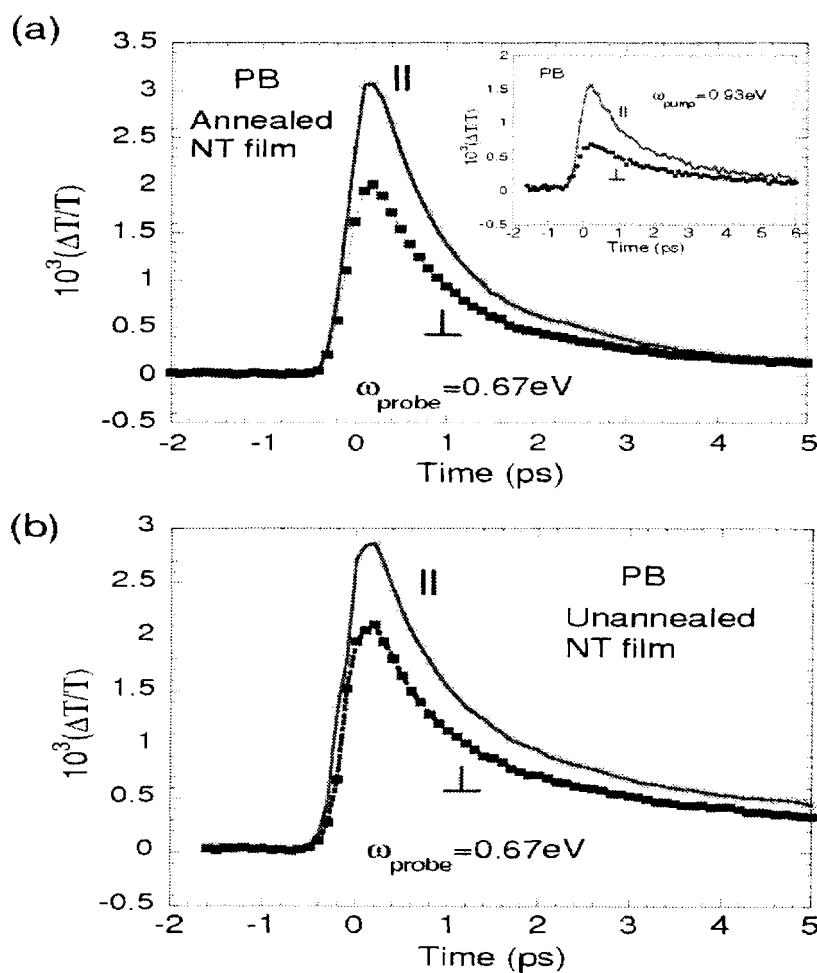 (a)
3.5
3
2.5
2
1.5
1
0.5
0
-0.5
10³(ΔT/T)
PB
Annealed
NT film
||
⊥
ω_probe=0.67eV
-2 -1 0 1 2 3 4 5
Time (ps)
2
1.5
1
0.5
0
-0.5
10³(ΔT/T)
PB
ω_pump=0.93eV
||
⊥
-2 -1 0 1 2 3 4 5 6
Time (ps)
(b)
3
2.5
2
1.5
1
0.5
0
-0.5
10³(ΔT/T)
||
PB
Unannealed
NT film
⊥
ω_probe=0.67eV
-2 -1 0 1 2 3 4 5
Time (ps)